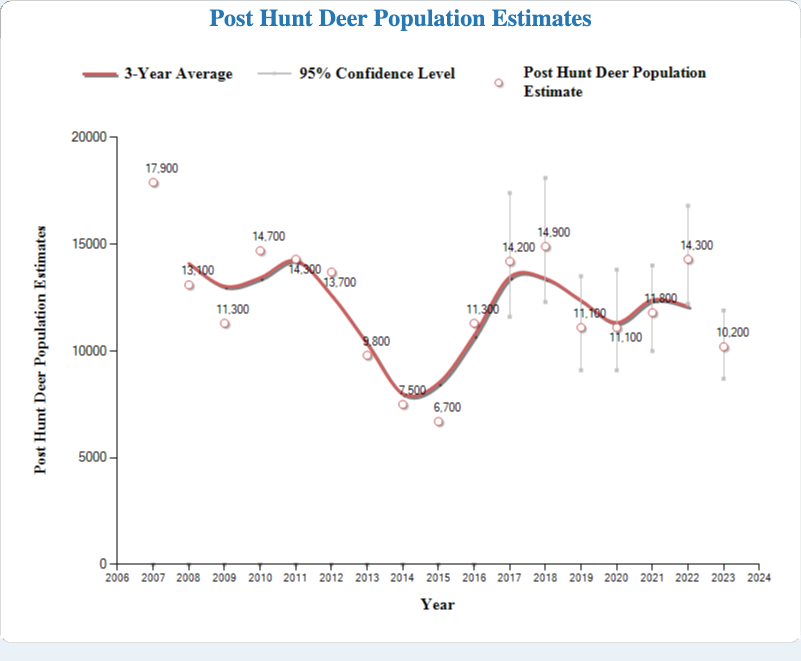 Post Hunt Deer Population Estimates
3-Year Average
95% Confidence Level
Post Hunt Deer Population
Estimate
Post Hunt Deer Population Estimates
20000
15000
10000
5000
0
17,900
13,100
11,300
14,700
14,300
13,700
9,800
7,500
6,700
11,300
14,200
14,900
11,100
11,100
11,800
14,300
10,200
2006 2007 2008 2009 2010 2011 2012 2013 2014 2015 2016 2017 2018 2019 2020 2021 2022 2023 2024
Year